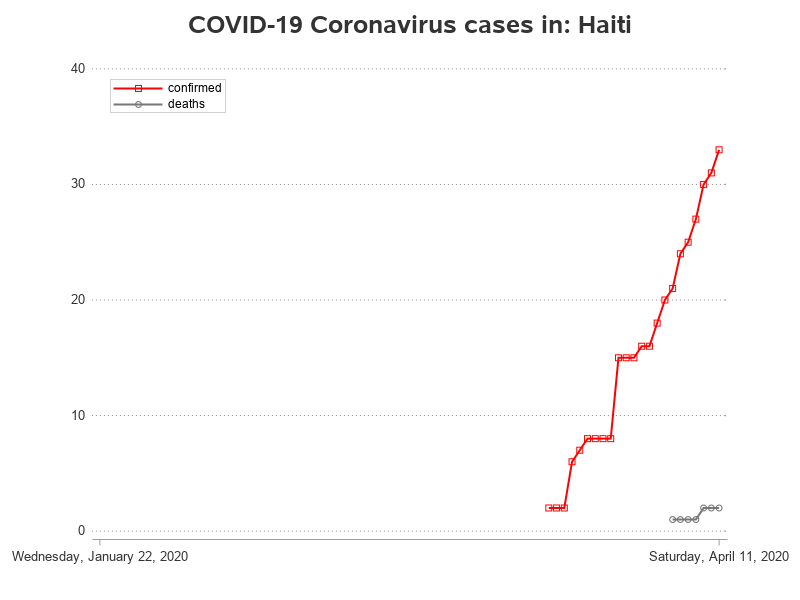 COVID-19 Coronavirus cases in: Haiti
40
confirmed
deaths
30
20
10
0
Wednesday, January 22, 2020
Saturday, April 11, 2020